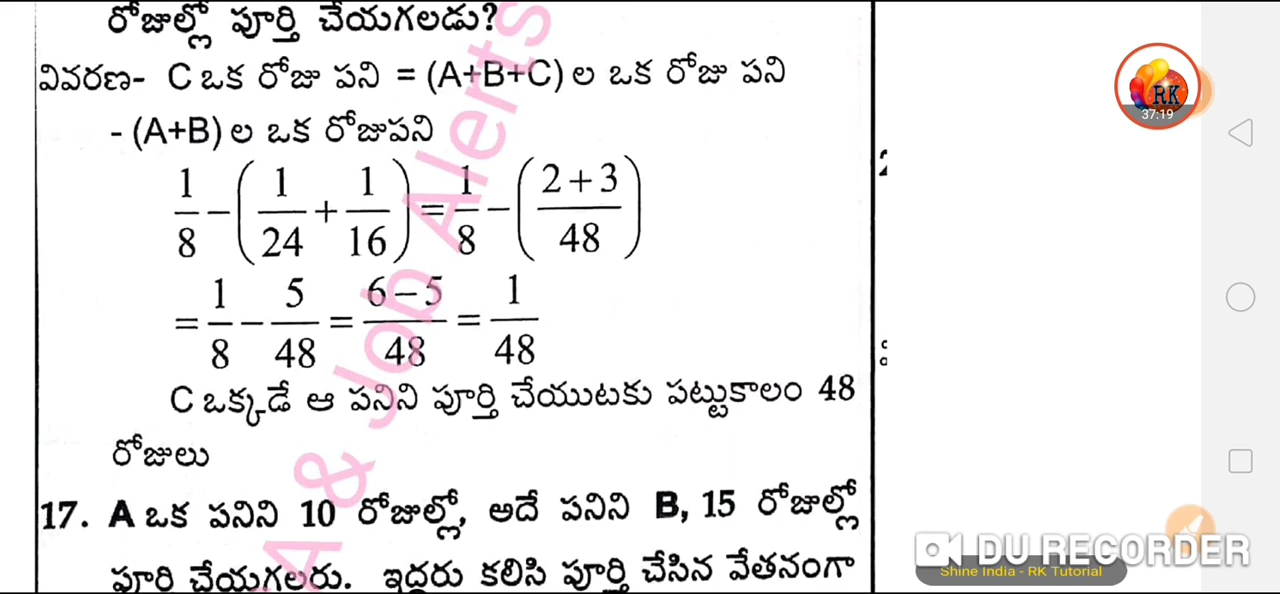 రోజుల్లో పూర్తి చేయగలడు?
వివరణ- C ఒక రోజు పని = (A+B+C) ల ఒక రోజు పని
- (A+B) ల ఒక రోజుపని
1/8 − (1/24 + 1/16) = 1/8 − (2+3/48)
= 1/8 − 5/48 = 6−5/48 = 1/48
C ఒక్కడే ఆ పనిని పూర్తి చేయుటకు పట్టుకాలం 48
రోజులు
17. A ఒక పనిని 10 రోజుల్లో, అదే పనిని B, 15 రోజుల్లో
పూర్తి చేయగలరు. ఇద్దరు కలిసి పూర్తి చేసిన వేతనంగా
A & Job Alerts
RK
37:19
DU RECORDER
Shine India - RK Tutorial